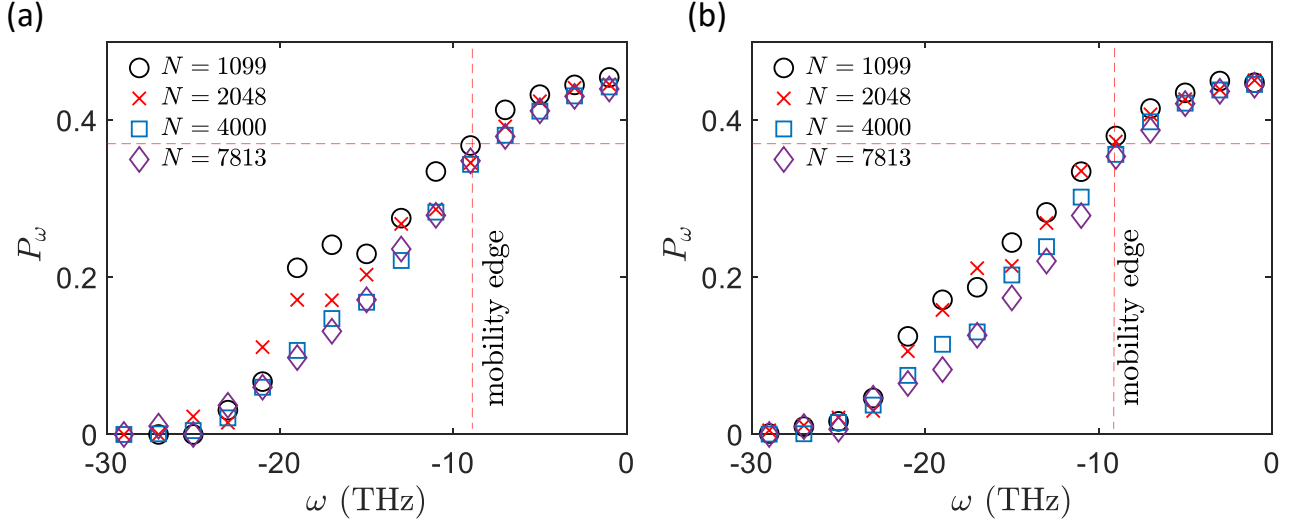 (a)
N = 1099
N = 2048
N = 4000
N = 7813
0.4
0.2
0
P_ω
mobility edge
-30
-20
-10
0
ω (THz)
(b)
N = 1099
N = 2048
N = 4000
N = 7813
0.4
0.2
0
P_ω
mobility edge
-30
-20
-10
0
ω (THz)